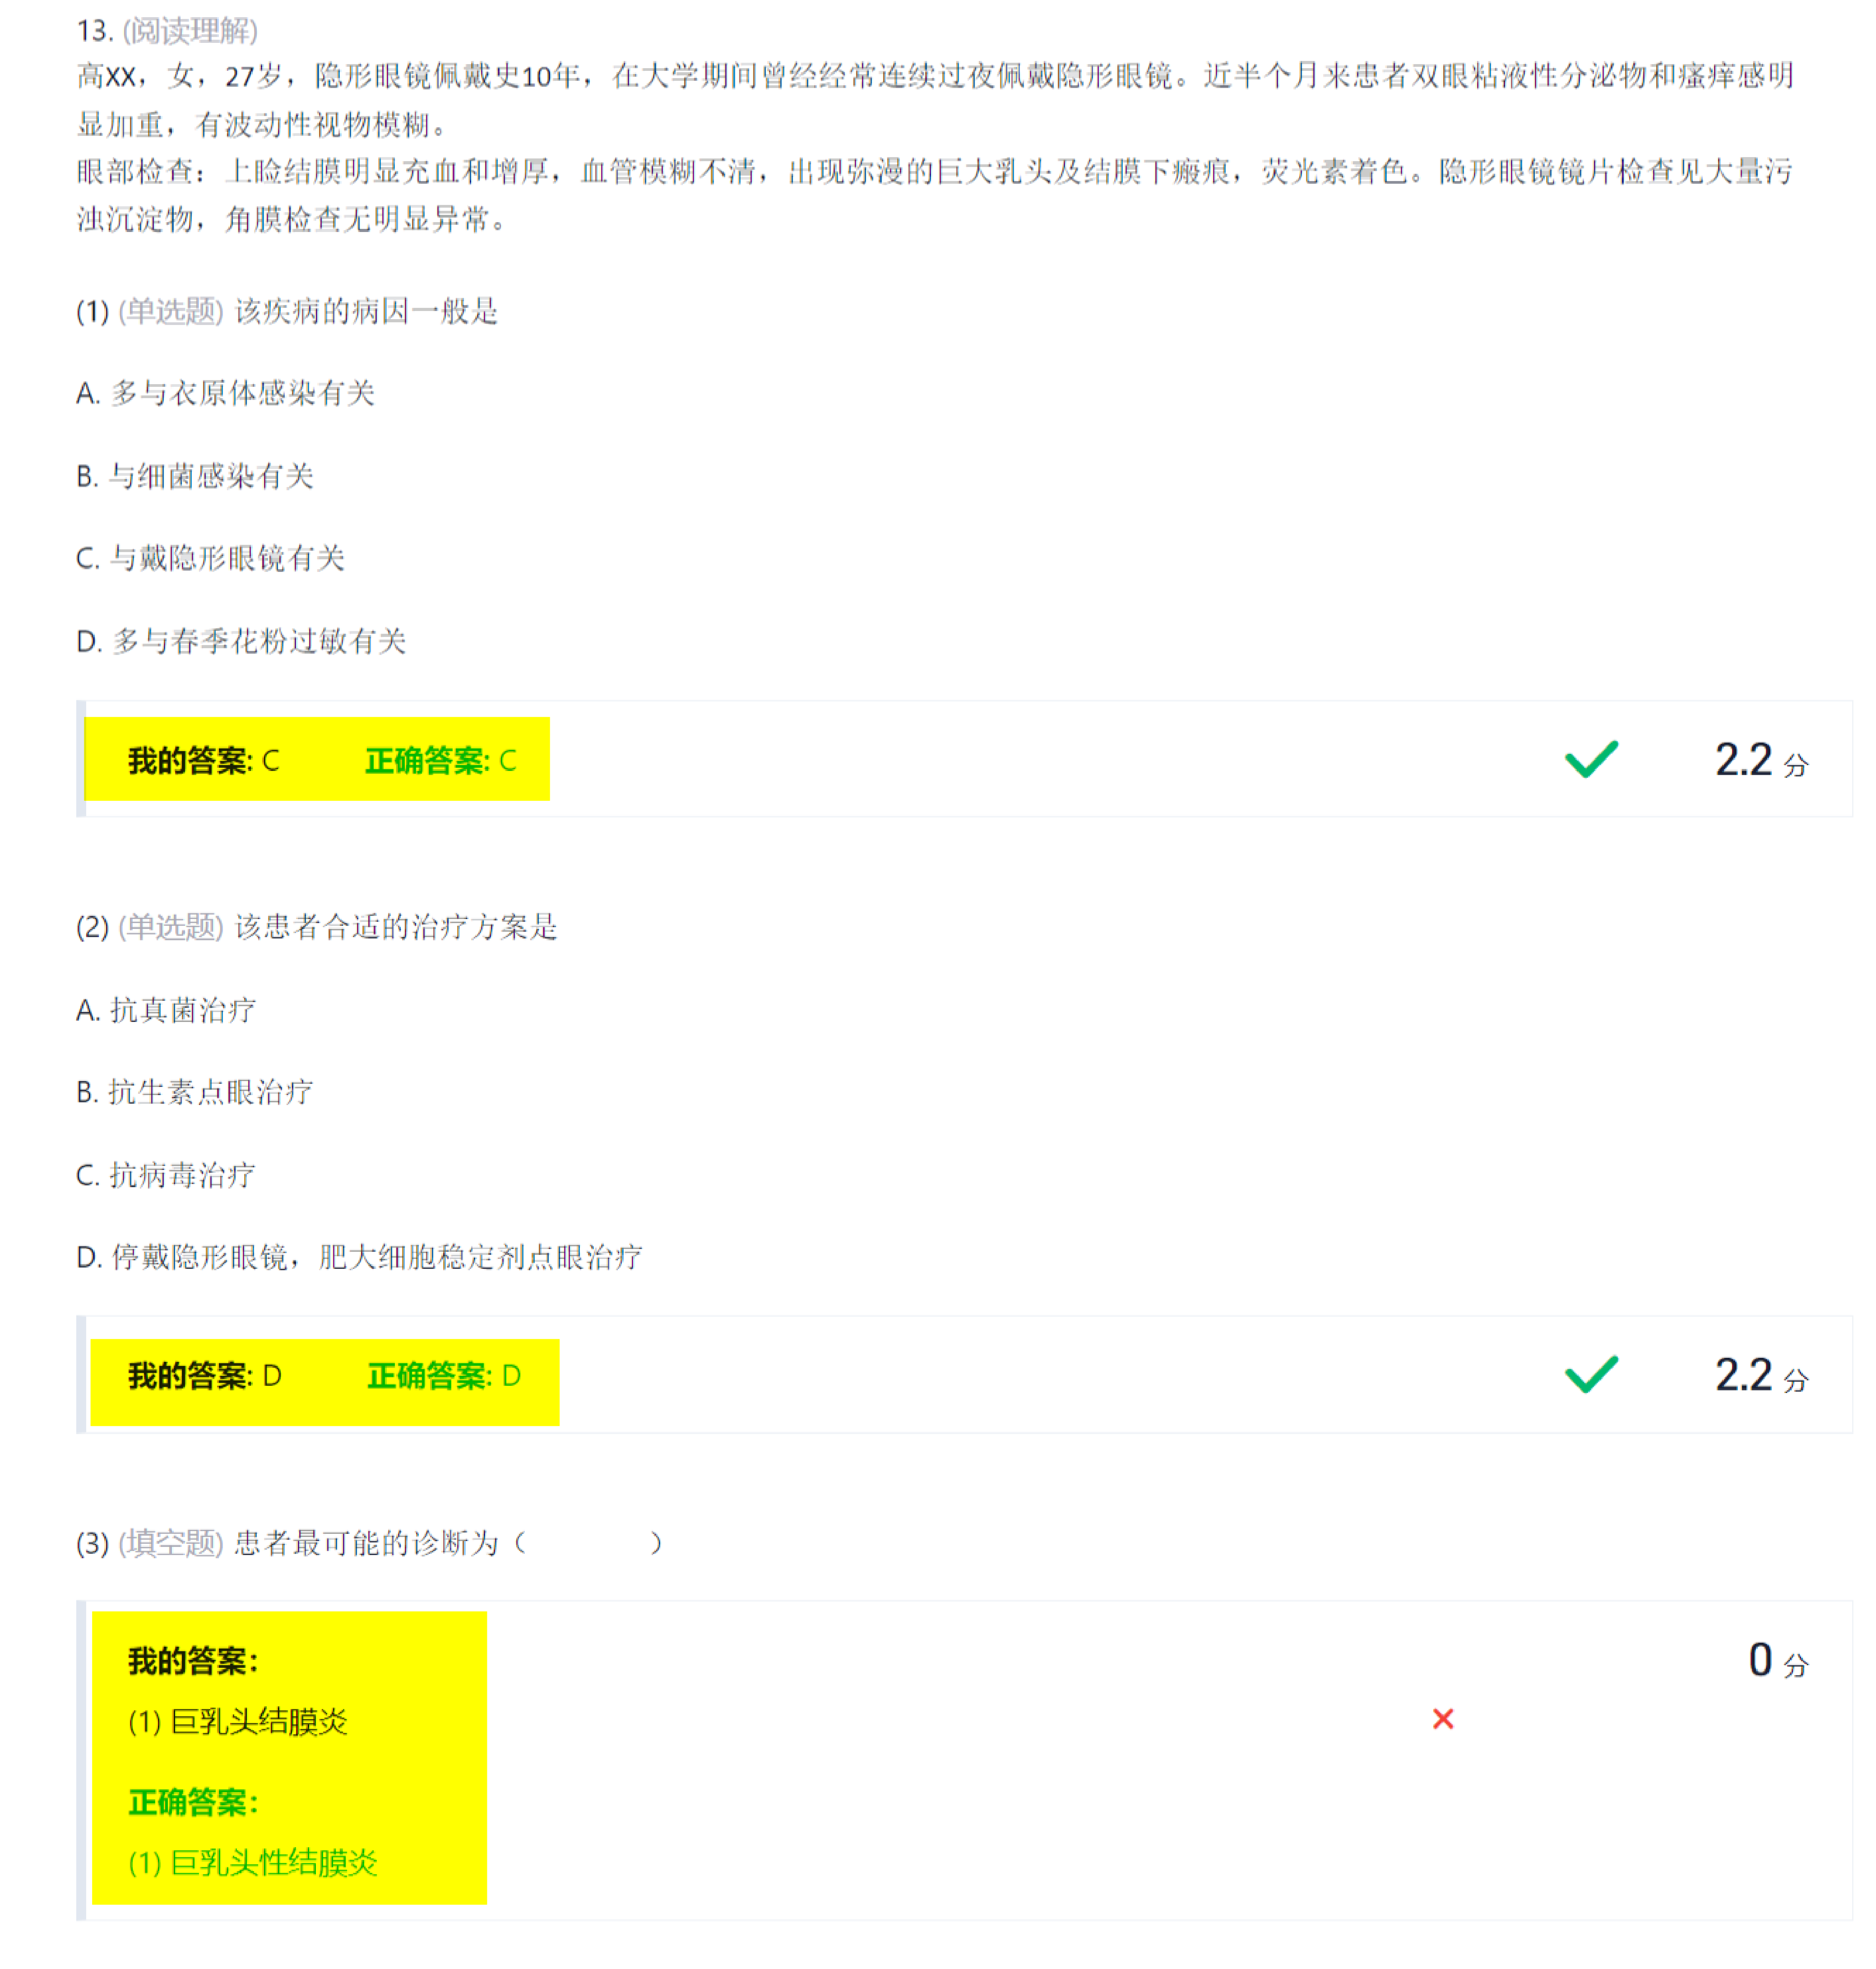 13. (阅读理解)
高XX，女，27岁，隐形眼镜佩戴史10年，在大学期间曾经经常连续过夜佩戴隐形眼镜。近半个月来患者双眼粘液性分泌物和瘙痒感明
显加重，有波动性视物模糊。
眼部检查：上睑结膜明显充血和增厚，血管模糊不清，出现弥漫的巨大乳头及结膜下瘢痕，荧光素着色。隐形眼镜镜片检查见大量污
浊沉淀物，角膜检查无明显异常。
(1) (单选题) 该疾病的病因一般是
A. 多与衣原体感染有关
B. 与细菌感染有关
C. 与戴隐形眼镜有关
D. 多与春季花粉过敏有关
我的答案: C 正确答案: C 2.2 分
(2) (单选题) 该患者合适的治疗方案是
A. 抗真菌治疗
B. 抗生素点眼治疗
C. 抗病毒治疗
D. 停戴隐形眼镜，肥大细胞稳定剂点眼治疗
我的答案: D 正确答案: D 2.2 分
(3) (填空题) 患者最可能的诊断为（ ）
我的答案： 0 分
(1) 巨乳头结膜炎
正确答案：
(1) 巨乳头性结膜炎